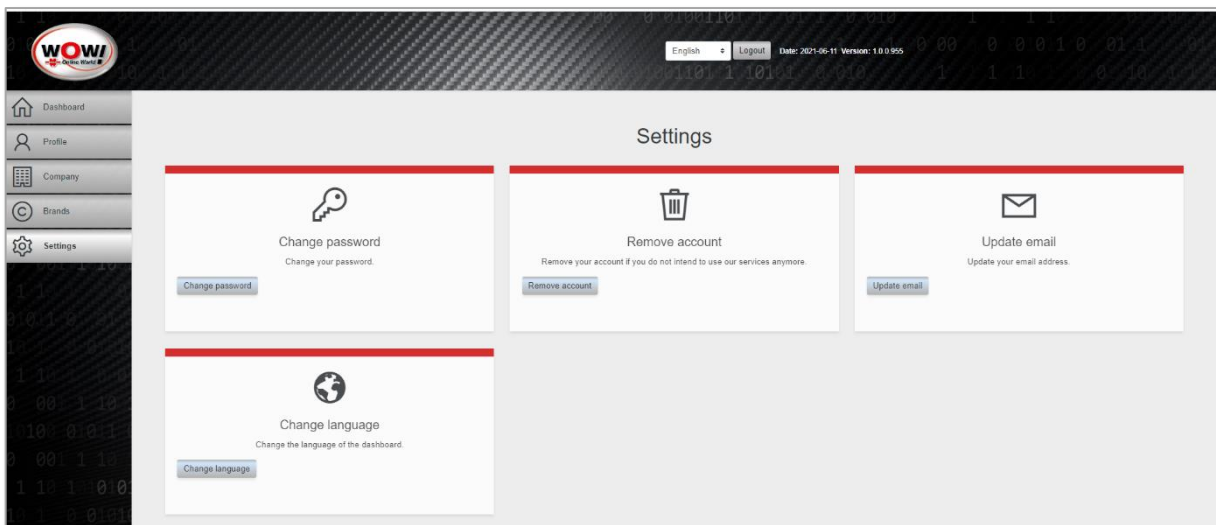 WOW!
Online World
English
Logout
Date: 2021-06-11 Version: 1.0.0.955
Dashboard
Profile
Company
Brands
Settings
Settings
Change password
Change your password.
Change password
Remove account
Remove your account if you do not intend to use our services anymore.
Remove account
Update email
Update your email address.
Update email
Change language
Change the language of the dashboard.
Change language